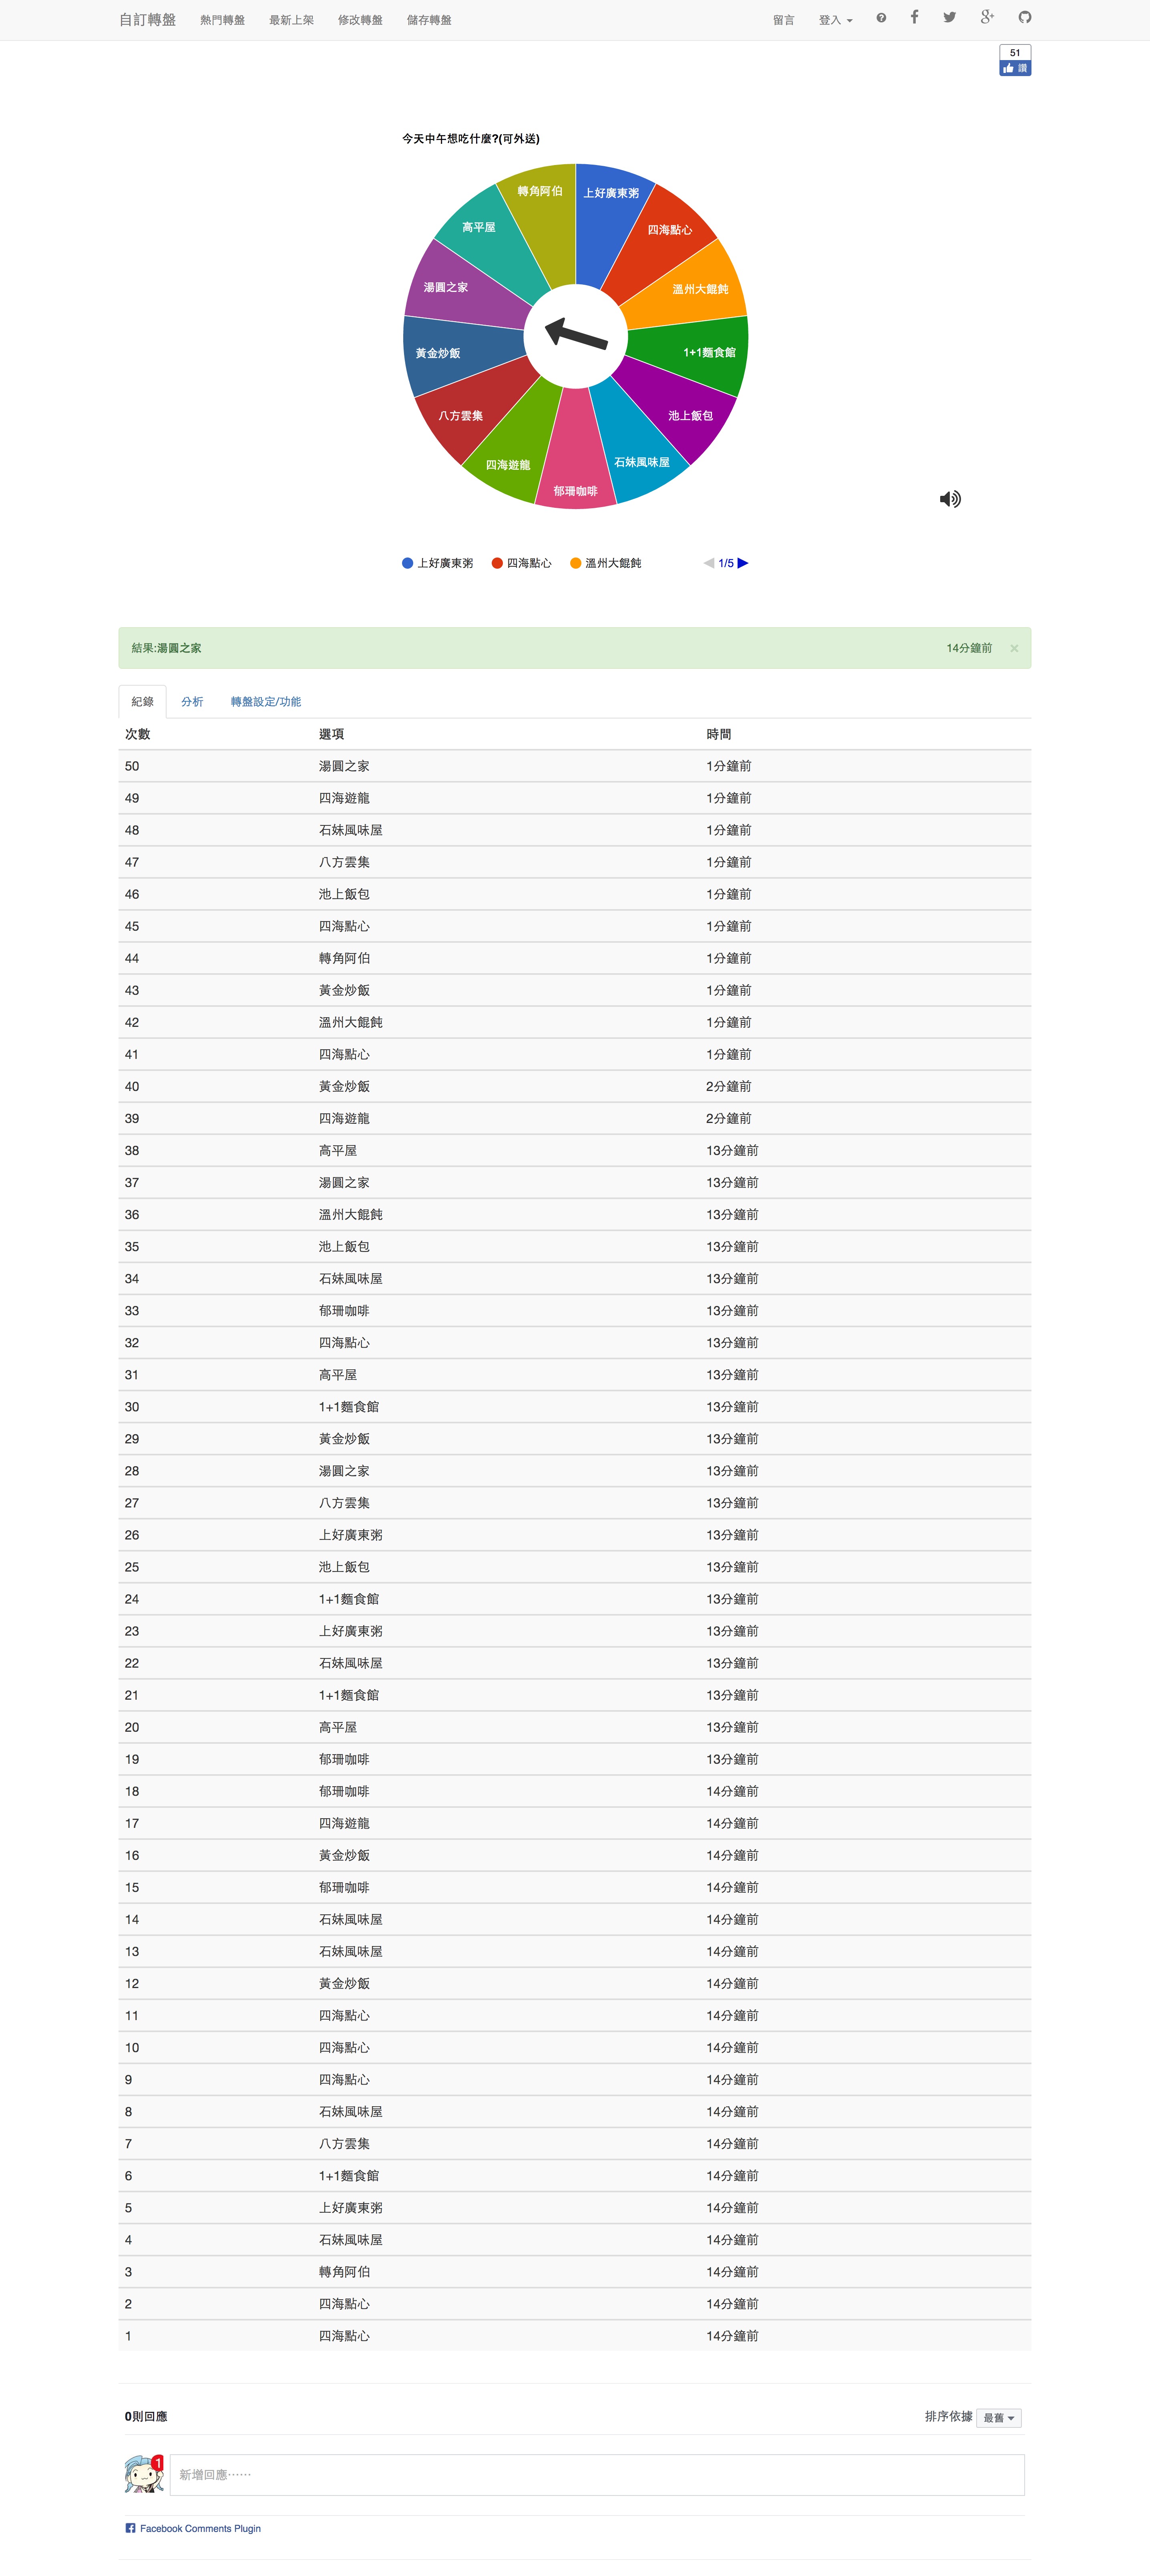 自訂轉盤 熱門轉盤 最新上架 修改轉盤 儲存轉盤 留言 登入
51
讚
今天中午想吃什麼?(可外送)
轉角阿伯 上好廣東粥
高平屋 四海點心
湯圓之家 溫州大餛飩
黃金炒飯 1+1麵食館
八方雲集 池上飯包
四海遊龍 石妹風味屋
郁珊咖啡
上好廣東粥 四海點心 溫州大餛飩 1/5
結果:湯圓之家 14分鐘前 ×
紀錄 分析 轉盤設定/功能
次數 選項 時間
50 湯圓之家 1分鐘前
49 四海遊龍 1分鐘前
48 石妹風味屋 1分鐘前
47 八方雲集 1分鐘前
46 池上飯包 1分鐘前
45 四海點心 1分鐘前
44 轉角阿伯 1分鐘前
43 黃金炒飯 1分鐘前
42 溫州大餛飩 1分鐘前
41 四海點心 1分鐘前
40 黃金炒飯 2分鐘前
39 四海遊龍 2分鐘前
38 高平屋 13分鐘前
37 湯圓之家 13分鐘前
36 溫州大餛飩 13分鐘前
35 池上飯包 13分鐘前
34 石妹風味屋 13分鐘前
33 郁珊咖啡 13分鐘前
32 四海點心 13分鐘前
31 高平屋 13分鐘前
30 1+1麵食館 13分鐘前
29 黃金炒飯 13分鐘前
28 湯圓之家 13分鐘前
27 八方雲集 13分鐘前
26 上好廣東粥 13分鐘前
25 池上飯包 13分鐘前
24 1+1麵食館 13分鐘前
23 上好廣東粥 13分鐘前
22 石妹風味屋 13分鐘前
21 1+1麵食館 13分鐘前
20 高平屋 13分鐘前
19 郁珊咖啡 13分鐘前
18 郁珊咖啡 14分鐘前
17 四海遊龍 14分鐘前
16 黃金炒飯 14分鐘前
15 郁珊咖啡 14分鐘前
14 石妹風味屋 14分鐘前
13 石妹風味屋 14分鐘前
12 黃金炒飯 14分鐘前
11 四海點心 14分鐘前
10 四海點心 14分鐘前
9 四海點心 14分鐘前
8 石妹風味屋 14分鐘前
7 八方雲集 14分鐘前
6 1+1麵食館 14分鐘前
5 上好廣東粥 14分鐘前
4 石妹風味屋 14分鐘前
3 轉角阿伯 14分鐘前
2 四海點心 14分鐘前
1 四海點心 14分鐘前
0則回應 排序依據 最舊
1
新增回應……
Facebook Comments Plugin